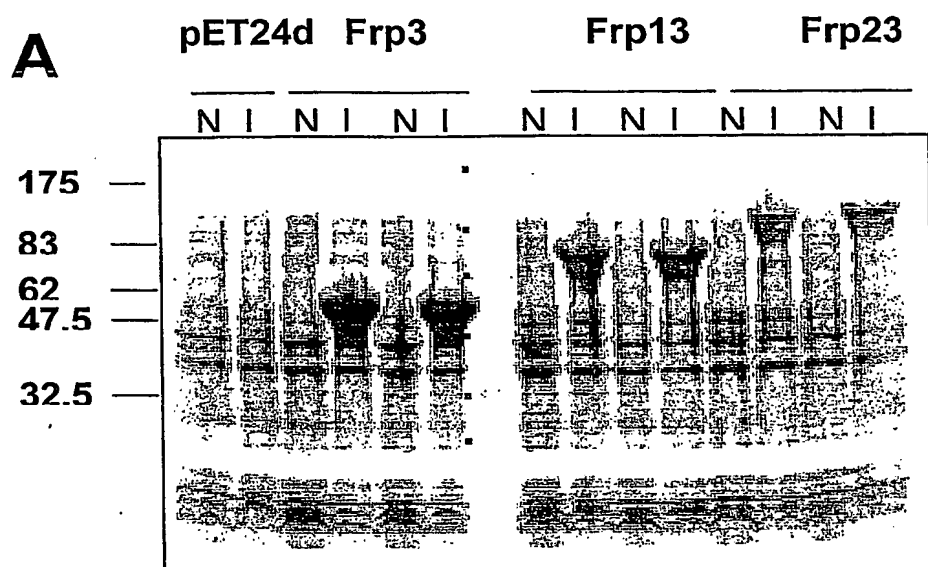 A
pET24d Frp3 Frp13 Frp23
N I N I N I N I N I N I N I
175
83
62
47.5
32.5